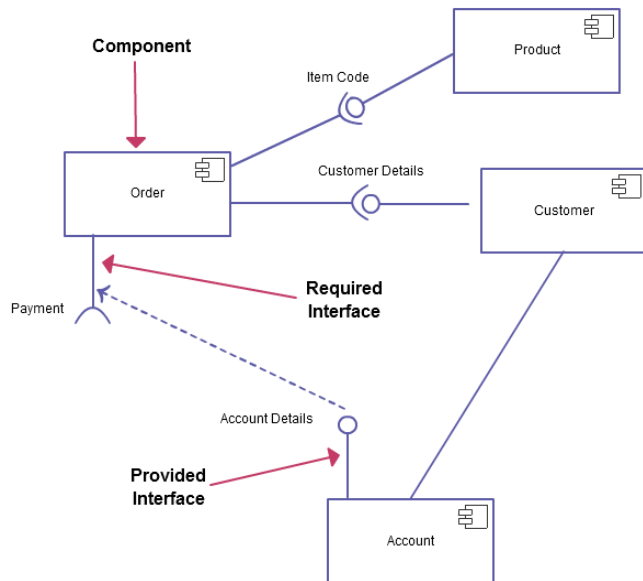 Component
Product
Item Code
Customer Details
Order
Customer
Required
Interface
Payment
Account Details
Provided
Interface
Account